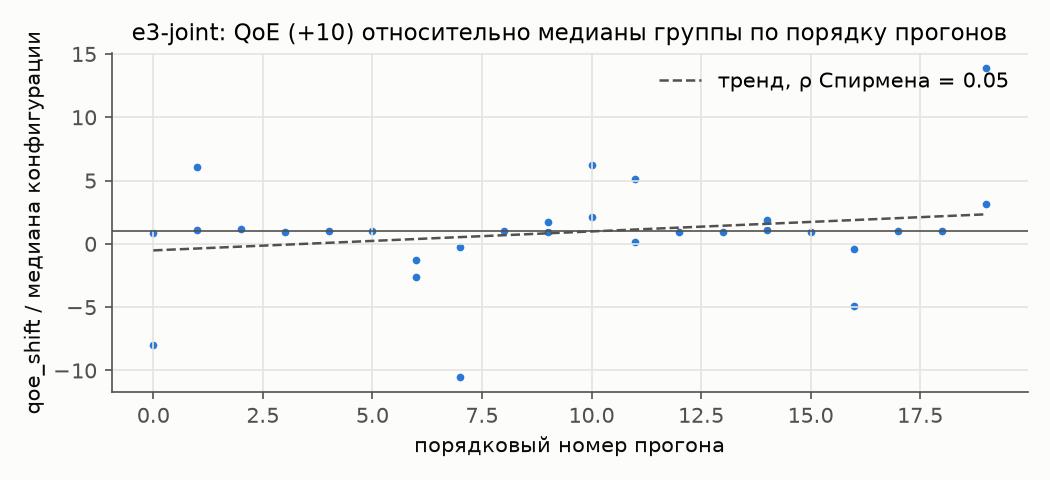 e3-joint: QoE (+10) относительно медианы группы по порядку прогонов
qoe_shift / медиана конфигурации
15
10
5
0
−5
−10
тренд, ρ Спирмена = 0.05
0.0 2.5 5.0 7.5 10.0 12.5 15.0 17.5
порядковый номер прогона